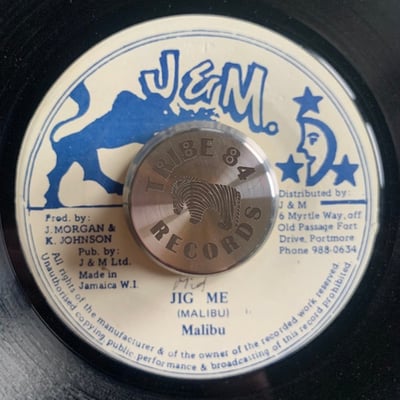 J&M.
TRIBE 84
RECORDS
Prod. by:
J. MORGAN &
K. JOHNSON
Pub. by:
J & M Ltd.
Made in
Jamaica W.I.
Distributed by:
J & M
6 Myrtle Way, off
Old Passage Fort
Drive, Portmore
Phone 988-0634
JIG ME
(MALIBU)
Malibu
All rights of the manufacturer & of the owner of the recorded work reserved
Unauthorised copying public performance & broadcasting of this record prohibited